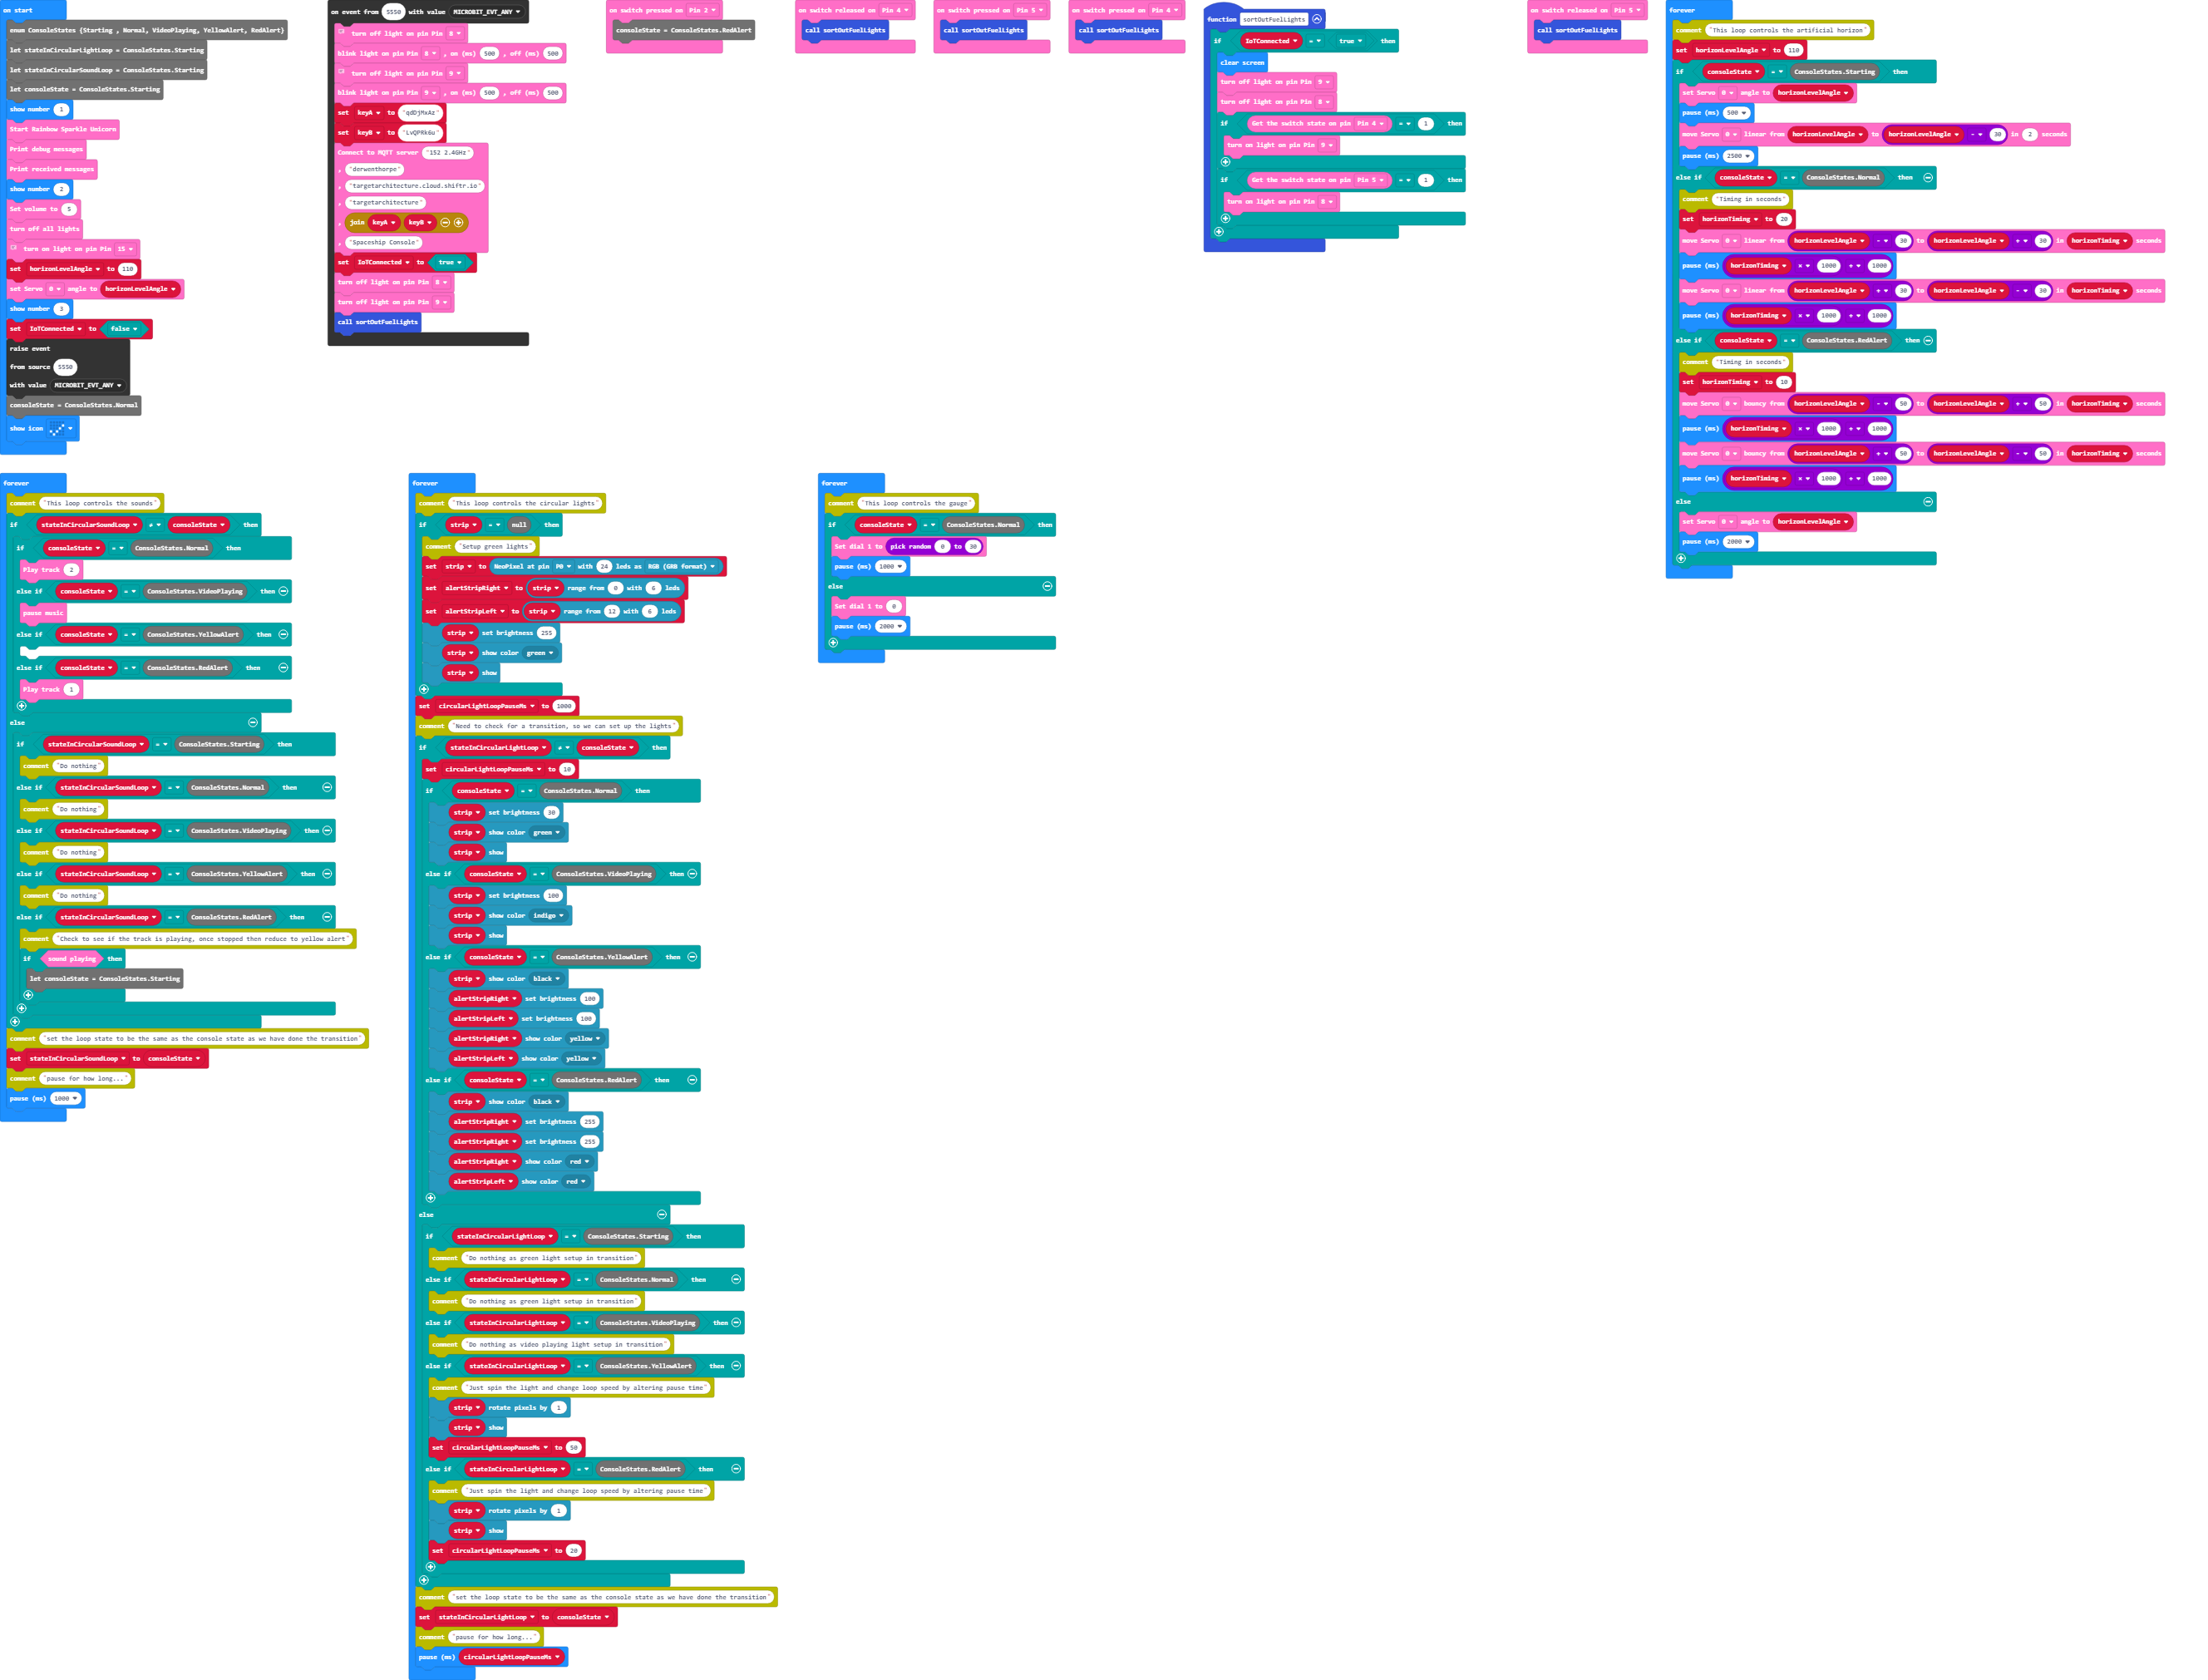 on start
enum ConsoleStates {Starting , Normal, VideoPlaying, YellowAlert, RedAlert}
let stateInCircularLightLoop = ConsoleStates.Starting
let stateInCircularSoundLoop = ConsoleStates.Starting
let consoleState = ConsoleStates.Starting
show number 1
Start Rainbow Sparkle Unicorn
Print debug messages
Print received messages
show number 2
Set volume to 5
turn off all lights
turn on light on pin Pin 15
set horizonLevelAngle to 110
set Servo 0 angle to horizonLevelAngle
show number 3
set IoTConnected to false
raise event
from source 5550
with value MICROBIT_EVT_ANY
consoleState = ConsoleStates.Normal
show icon
on event from 5550 with value MICROBIT_EVT_ANY
turn off light on pin Pin 8
blink light on pin Pin 8 , on (ms) 500 , off (ms) 500
turn off light on pin Pin 9
blink light on pin Pin 9 , on (ms) 500 , off (ms) 500
set keyA to "qdDjMxAz"
set keyB to "LvQPRk6u"
Connect to MQTT server "152 2.4GHz"
, "derwenthorpe"
, "targetarchitecture.cloud.shiftr.io"
, "targetarchitecture"
, join keyA keyB
, "Spaceship Console"
set IoTConnected to true
turn off light on pin Pin 8
turn off light on pin Pin 9
call sortOutFuelLights
on switch pressed on Pin 2
consoleState = ConsoleStates.RedAlert
on switch released on Pin 4
call sortOutFuelLights
on switch pressed on Pin 5
call sortOutFuelLights
on switch pressed on Pin 4
call sortOutFuelLights
function sortOutFuelLights
if IoTConnected = true then
clear screen
turn off light on pin Pin 9
turn off light on pin Pin 8
if Get the switch state on pin Pin 4 = 1 then
turn on light on pin Pin 9
if Get the switch state on pin Pin 5 = 1 then
turn on light on pin Pin 8
on switch released on Pin 5
call sortOutFuelLights
forever
comment "This loop controls the artificial horizon"
set horizonLevelAngle to 110
if consoleState = ConsoleStates.Starting then
set Servo 0 angle to horizonLevelAngle
pause (ms) 500
move Servo 0 linear from horizonLevelAngle to horizonLevelAngle - 30 in 2 seconds
pause (ms) 2500
else if consoleState = ConsoleStates.Normal then
comment "Timing in seconds"
set horizonTiming to 20
move Servo 0 linear from horizonLevelAngle - 30 to horizonLevelAngle + 30 in horizonTiming seconds
pause (ms) horizonTiming × 1000 + 1000
move Servo 0 linear from horizonLevelAngle + 30 to horizonLevelAngle - 30 in horizonTiming seconds
pause (ms) horizonTiming × 1000 + 1000
else if consoleState = ConsoleStates.RedAlert then
comment "Timing in seconds"
set horizonTiming to 10
move Servo 0 bouncy from horizonLevelAngle - 50 to horizonLevelAngle + 50 in horizonTiming seconds
pause (ms) horizonTiming × 1000 + 1000
move Servo 0 bouncy from horizonLevelAngle + 50 to horizonLevelAngle - 50 in horizonTiming seconds
pause (ms) horizonTiming × 1000 + 1000
else
set Servo 0 angle to horizonLevelAngle
pause (ms) 2000
forever
comment "This loop controls the sounds"
if stateInCircularSoundLoop ≠ consoleState then
if consoleState = ConsoleStates.Normal then
Play track 2
else if consoleState = ConsoleStates.VideoPlaying then
pause music
else if consoleState = ConsoleStates.YellowAlert then
else if consoleState = ConsoleStates.RedAlert then
Play track 1
else
if stateInCircularSoundLoop = ConsoleStates.Starting then
comment "Do nothing"
else if stateInCircularSoundLoop = ConsoleStates.Normal then
comment "Do nothing"
else if stateInCircularSoundLoop = ConsoleStates.VideoPlaying then
comment "Do nothing"
else if stateInCircularSoundLoop = ConsoleStates.YellowAlert then
comment "Do nothing"
else if stateInCircularSoundLoop = ConsoleStates.RedAlert then
comment "Check to see if the track is playing, once stopped then reduce to yellow alert"
if sound playing then
let consoleState = ConsoleStates.Starting
comment "set the loop state to be the same as the console state as we have done the transition"
set stateInCircularSoundLoop to consoleState
comment "pause for how long..."
pause (ms) 1000
forever
comment "This loop controls the circular lights"
if strip = null then
comment "Setup green lights"
set strip to NeoPixel at pin P0 with 24 leds as RGB (GRB format)
set alertStripRight to strip range from 0 with 6 leds
set alertStripLeft to strip range from 12 with 6 leds
strip set brightness 255
strip show color green
strip show
set circularLightLoopPauseMs to 1000
comment "Need to check for a transition, so we can set up the lights"
if stateInCircularLightLoop ≠ consoleState then
set circularLightLoopPauseMs to 10
if consoleState = ConsoleStates.Normal then
strip set brightness 30
strip show color green
strip show
else if consoleState = ConsoleStates.VideoPlaying then
strip set brightness 100
strip show color indigo
strip show
else if consoleState = ConsoleStates.YellowAlert then
strip show color black
alertStripRight set brightness 100
alertStripLeft set brightness 100
alertStripRight show color yellow
alertStripLeft show color yellow
else if consoleState = ConsoleStates.RedAlert then
strip show color black
alertStripRight set brightness 255
alertStripRight set brightness 255
alertStripRight show color red
alertStripLeft show color red
else
if stateInCircularLightLoop = ConsoleStates.Starting then
comment "Do nothing as green light setup in transition"
else if stateInCircularLightLoop = ConsoleStates.Normal then
comment "Do nothing as green light setup in transition"
else if stateInCircularLightLoop = ConsoleStates.VideoPlaying then
comment "Do nothing as video playing light setup in transition"
else if stateInCircularLightLoop = ConsoleStates.YellowAlert then
comment "Just spin the light and change loop speed by altering pause time"
strip rotate pixels by 1
strip show
set circularLightLoopPauseMs to 50
else if stateInCircularLightLoop = ConsoleStates.RedAlert then
comment "Just spin the light and change loop speed by altering pause time"
strip rotate pixels by 1
strip show
set circularLightLoopPauseMs to 20
comment "set the loop state to be the same as the console state as we have done the transition"
set stateInCircularLightLoop to consoleState
comment "pause for how long..."
pause (ms) circularLightLoopPauseMs
forever
comment "This loop controls the gauge"
if consoleState = ConsoleStates.Normal then
Set dial 1 to pick random 0 to 30
pause (ms) 1000
else
Set dial 1 to 0
pause (ms) 2000